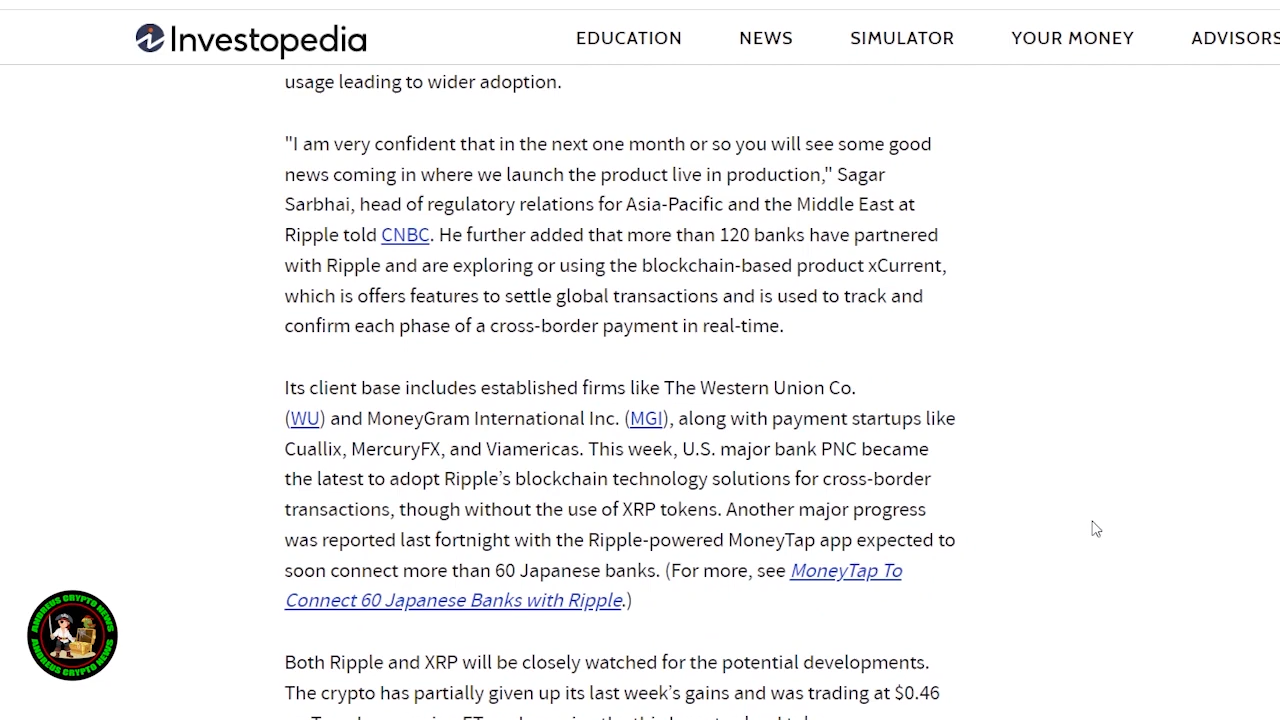 Investopedia
EDUCATION NEWS SIMULATOR YOUR MONEY ADVISORS
usage leading to wider adoption.
"I am very confident that in the next one month or so you will see some good
news coming in where we launch the product live in production," Sagar
Sarbhai, head of regulatory relations for Asia-Pacific and the Middle East at
Ripple told CNBC. He further added that more than 120 banks have partnered
with Ripple and are exploring or using the blockchain-based product xCurrent,
which is offers features to settle global transactions and is used to track and
confirm each phase of a cross-border payment in real-time.
Its client base includes established firms like The Western Union Co.
(WU) and MoneyGram International Inc. (MGI), along with payment startups like
Cuallix, MercuryFX, and Viamericas. This week, U.S. major bank PNC became
the latest to adopt Ripple’s blockchain technology solutions for cross-border
transactions, though without the use of XRP tokens. Another major progress
was reported last fortnight with the Ripple-powered MoneyTap app expected to
soon connect more than 60 Japanese banks. (For more, see MoneyTap To
Connect 60 Japanese Banks with Ripple.)
ANDREUS CRYPTO NEWS
ANDREUS CRYPTO NEWS
Both Ripple and XRP will be closely watched for the potential developments.
The crypto has partially given up its last week’s gains and was trading at $0.46